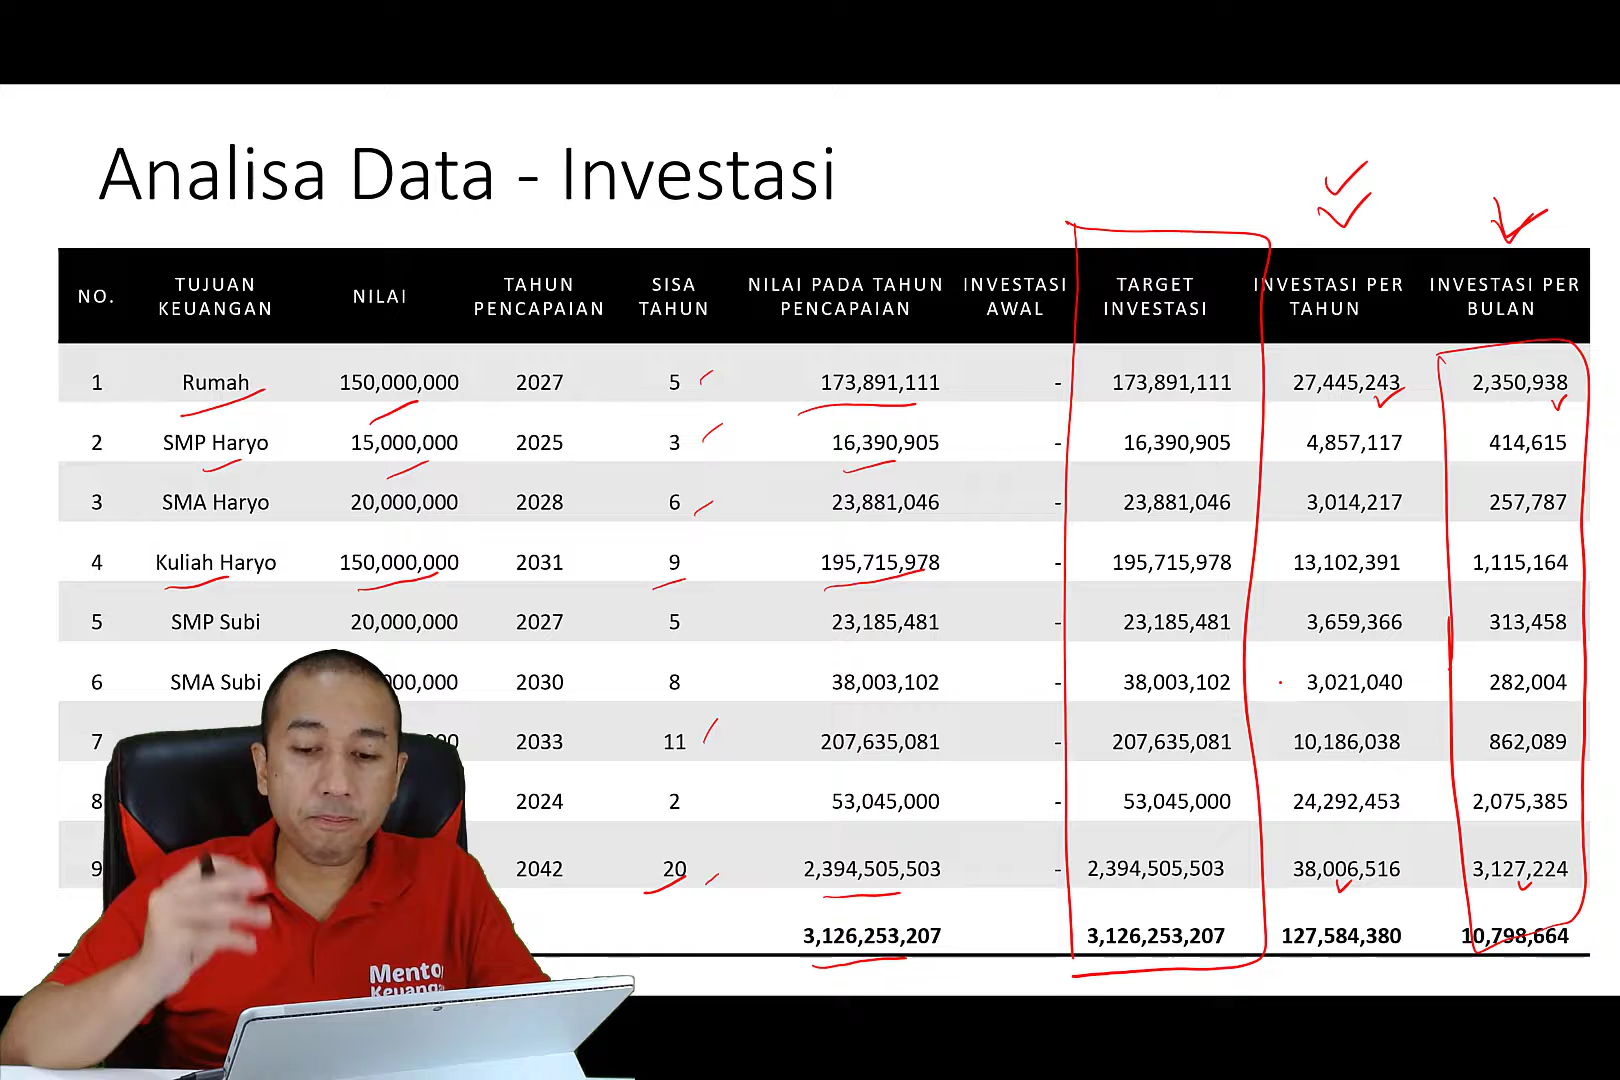 Analisa Data - Investasi
NO. TUJUAN KEUANGAN NILAI TAHUN PENCAPAIAN SISA TAHUN NILAI PADA TAHUN PENCAPAIAN INVESTASI AWAL TARGET INVESTASI INVESTASI PER TAHUN INVESTASI PER BULAN
1 Rumah 150,000,000 2027 5 173,891,111 - 173,891,111 27,445,243 2,350,938
2 SMP Haryo 15,000,000 2025 3 16,390,905 - 16,390,905 4,857,117 414,615
3 SMA Haryo 20,000,000 2028 6 23,881,046 - 23,881,046 3,014,217 257,787
4 Kuliah Haryo 150,000,000 2031 9 195,715,978 - 195,715,978 13,102,391 1,115,164
5 SMP Subi 20,000,000 2027 5 23,185,481 - 23,185,481 3,659,366 313,458
6 SMA Subi 2030 8 38,003,102 - 38,003,102 3,021,040 282,004
7 2033 11 207,635,081 - 207,635,081 10,186,038 862,089
8 2024 2 53,045,000 - 53,045,000 24,292,453 2,075,385
9 2042 20 2,394,505,503 - 2,394,505,503 38,006,516 3,127,224
3,126,253,207 3,126,253,207 127,584,380 10,798,664